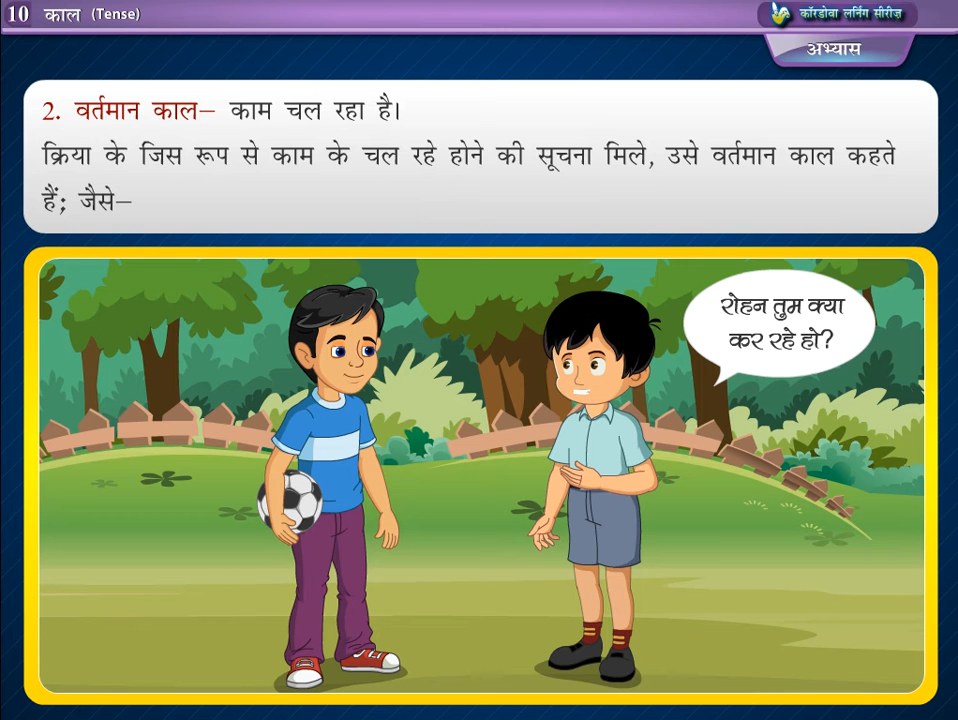 10 काल (Tense)
कॉरडोवा लर्निंग सीरीज़
अभ्यास
2. वर्तमान काल– काम चल रहा है।
क्रिया के जिस रूप से काम के चल रहे होने की सूचना मिले, उसे वर्तमान काल कहते
हैं; जैसे–
रोहन तुम क्या
कर रहे हो?